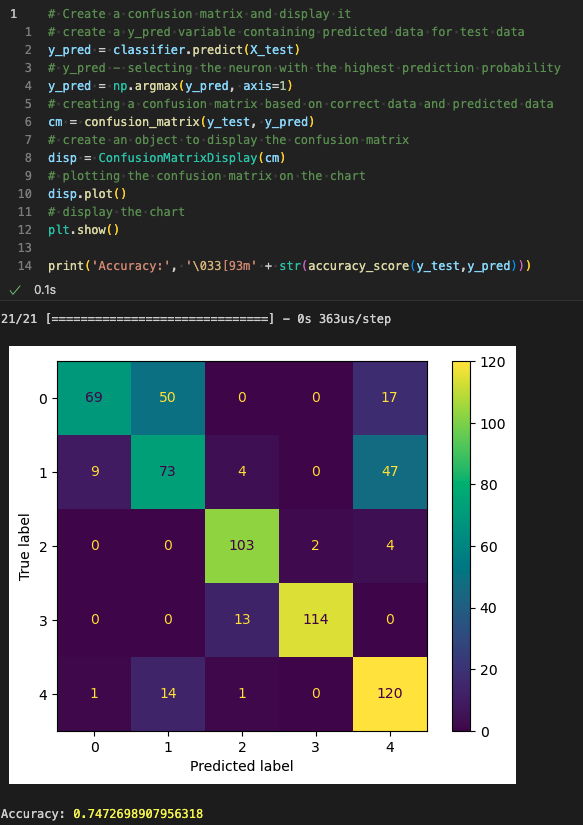 1 # Create a confusion matrix and display it
1 # create a y_pred variable containing predicted data for test data
2 y_pred = classifier.predict(X_test)
3 # y_pred - selecting the neuron with the highest prediction probability
4 y_pred = np.argmax(y_pred, axis=1)
5 # creating a confusion matrix based on correct data and predicted data
6 cm = confusion_matrix(y_test, y_pred)
7 # create an object to display the confusion matrix
8 disp = ConfusionMatrixDisplay(cm)
9 # plotting the confusion matrix on the chart
10 disp.plot()
11 # display the chart
12 plt.show()
13
14 print('Accuracy:', '\033[93m' + str(accuracy_score(y_test,y_pred)))
✓ 0.1s
21/21 [==============================] - 0s 363us/step
120
0 69 50 0 0 17
100
1 9 73 4 0 47
80
True label
2 0 0 103 2 4
60
3 0 0 13 114 0
40
20
4 1 14 1 0 120
0
0 1 2 3 4
Predicted label
Accuracy: 0.7472698907956318